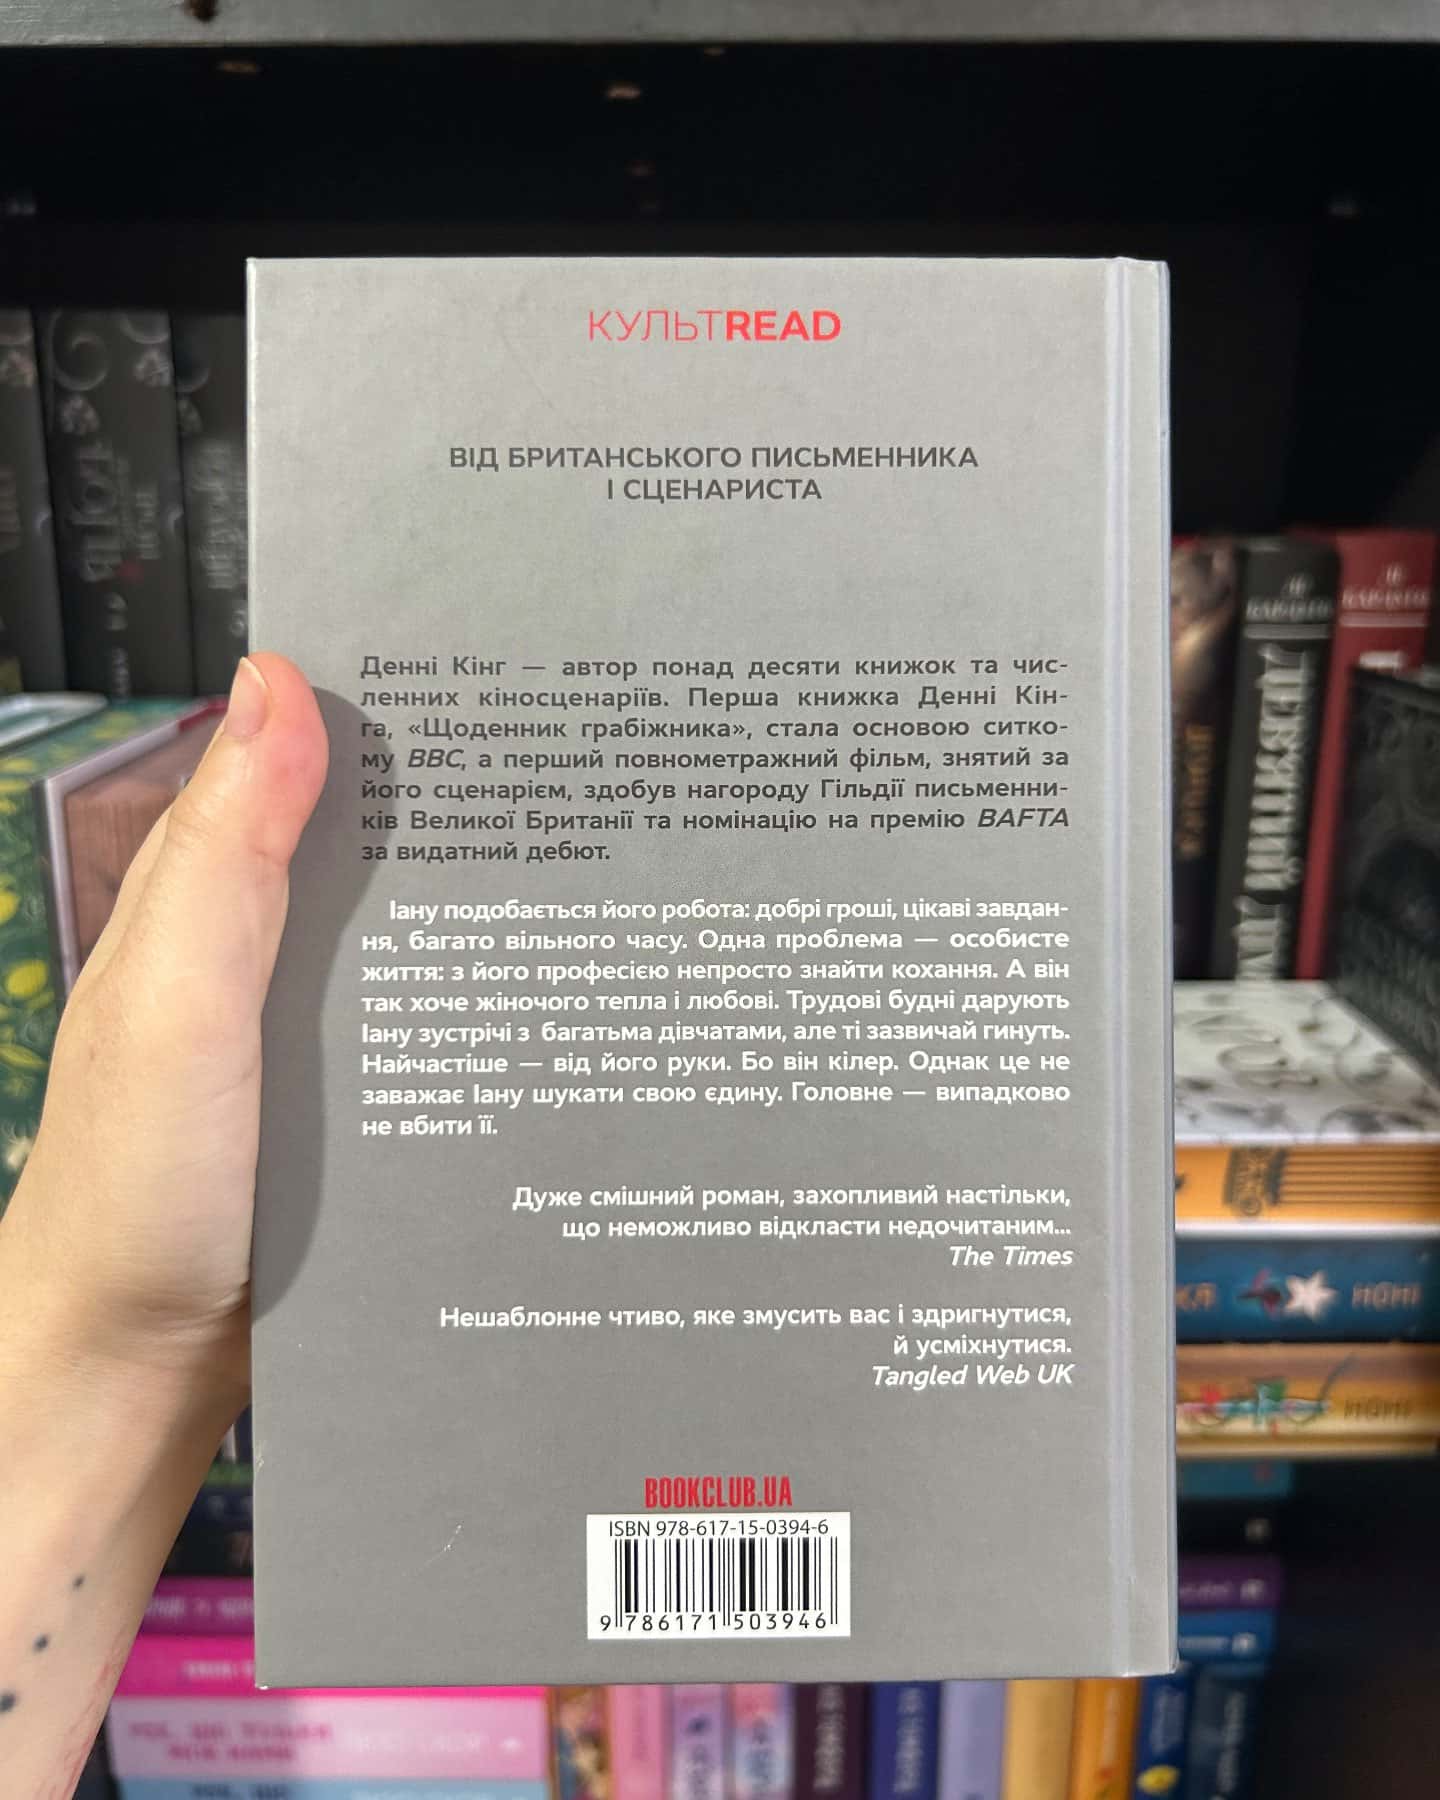 КУЛЬТREAD
ВІД БРИТАНСЬКОГО ПИСЬМЕННИКА
І СЦЕНАРИСТА
Денні Кінг — автор понад десяти книжок та чис-
ленних кіносценаріїв. Перша книжка Денні Кін-
га, «Щоденник грабіжника», стала основою ситко-
му BBC, а перший повнометражний фільм, знятий за
його сценарієм, здобув нагороду Гільдії письменни-
ків Великої Британії та номінацію на премію BAFTA
за видатний дебют.
Іану подобається його робота: добрі гроші, цікаві завдан-
ня, багато вільного часу. Одна проблема — особисте
життя: з його професією непросто знайти кохання. А він
так хоче жіночого тепла і любові. Трудові будні дарують
Іану зустрічі з багатьма дівчатами, але ті зазвичай гинуть.
Найчастіше — від його руки. Бо він кілер. Однак це не
заважає Іану шукати свою єдину. Головне — випадково
не вбити її.
Дуже смішний роман, захопливий настільки,
що неможливо відкласти недочитаним...
The Times
Нешаблонне чтиво, яке змусить вас і здригнутися,
й усміхнутися.
Tangled Web UK
BOOKCLUB.UA
ISBN 978-617-15-0394-6
9 786171 503946